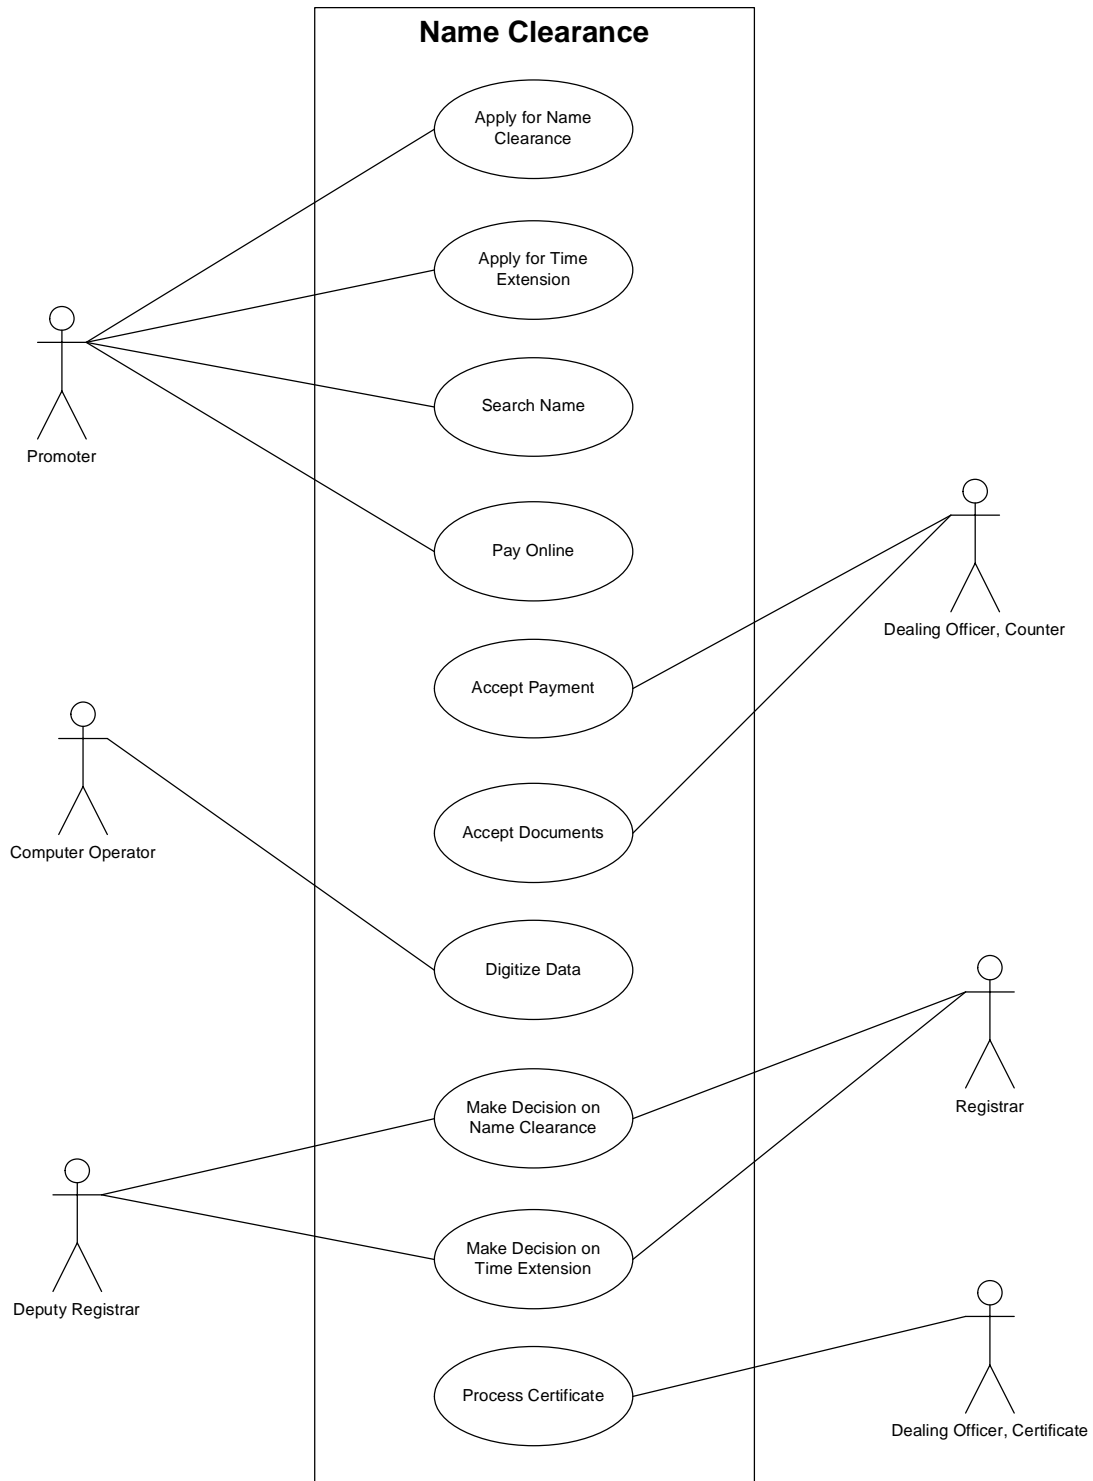 Name Clearance
Apply for Name
Clearance
Apply for Time
Extension
Search Name
Promoter
Pay Online
Dealing Officer, Counter
Accept Payment
Accept Documents
Computer Operator
Digitize Data
Make Decision on
Name Clearance
Registrar
Make Decision on
Time Extension
Deputy Registrar
Process Certificate
Dealing Officer, Certificate